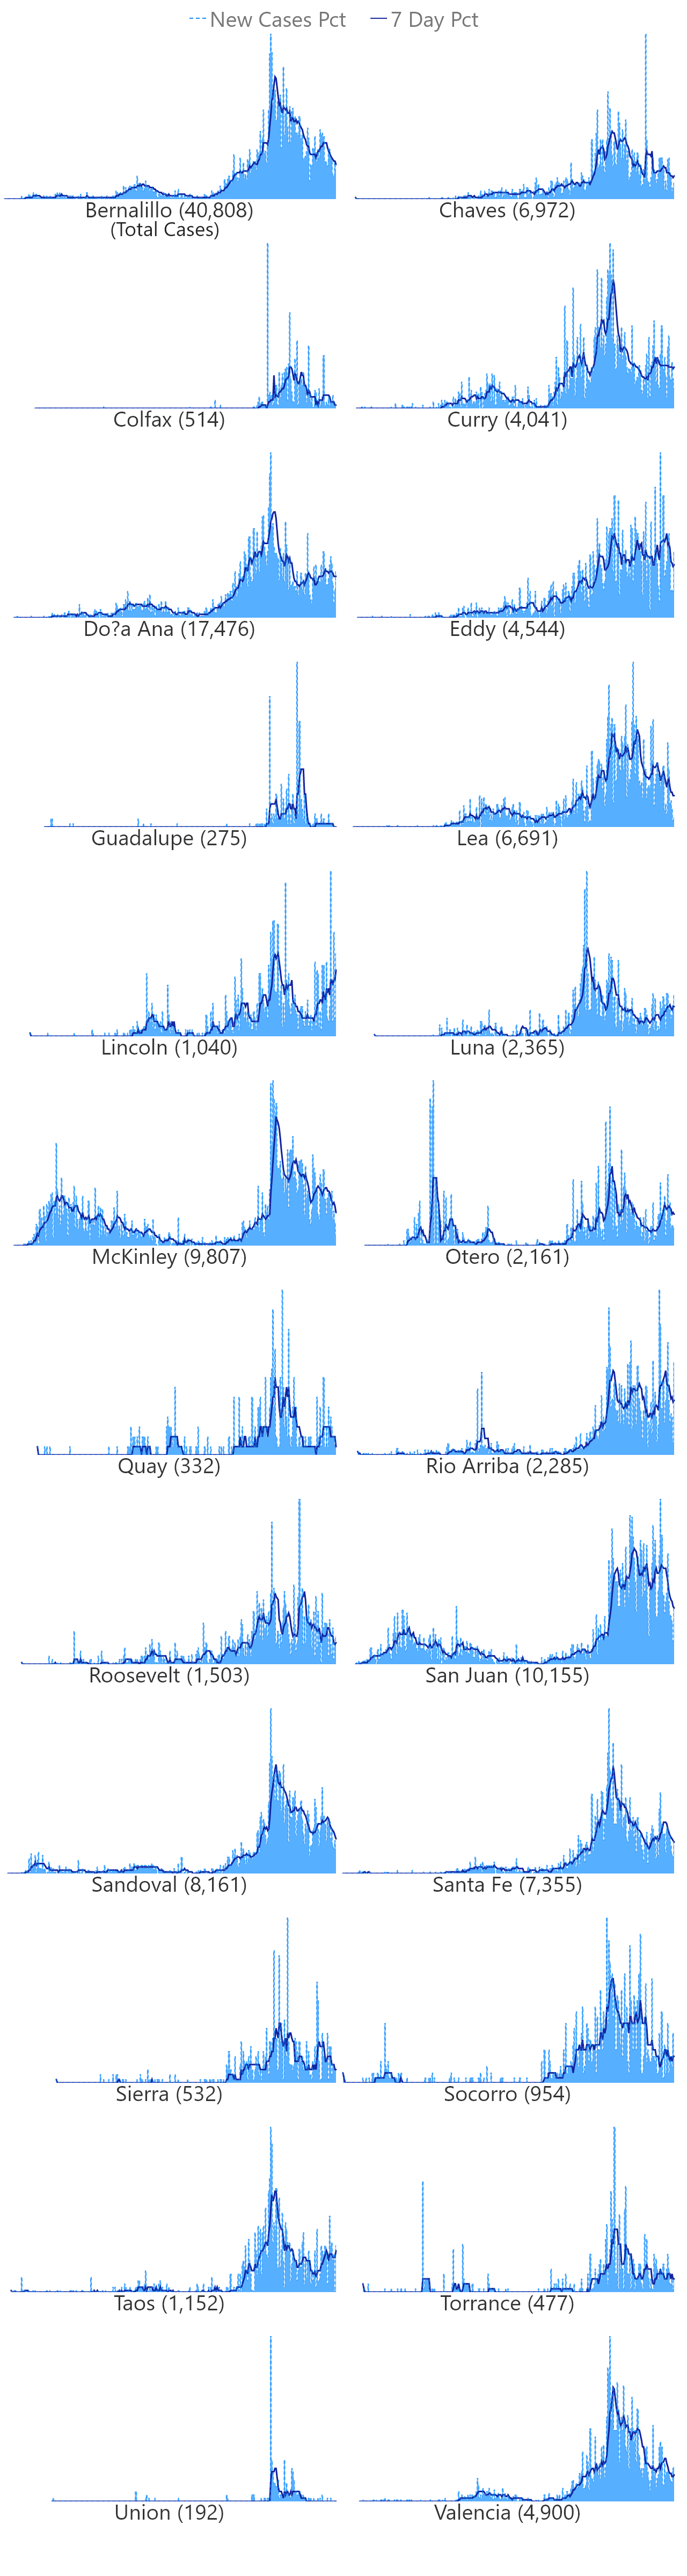 New Cases Pct 7 Day Pct
Bernalillo (40,808) Chaves (6,972)
(Total Cases)
Colfax (514) Curry (4,041)
Do?a Ana (17,476) Eddy (4,544)
Guadalupe (275) Lea (6,691)
Lincoln (1,040) Luna (2,365)
McKinley (9,807) Otero (2,161)
Quay (332) Rio Arriba (2,285)
Roosevelt (1,503) San Juan (10,155)
Sandoval (8,161) Santa Fe (7,355)
Sierra (532) Socorro (954)
Taos (1,152) Torrance (477)
Union (192) Valencia (4,900)